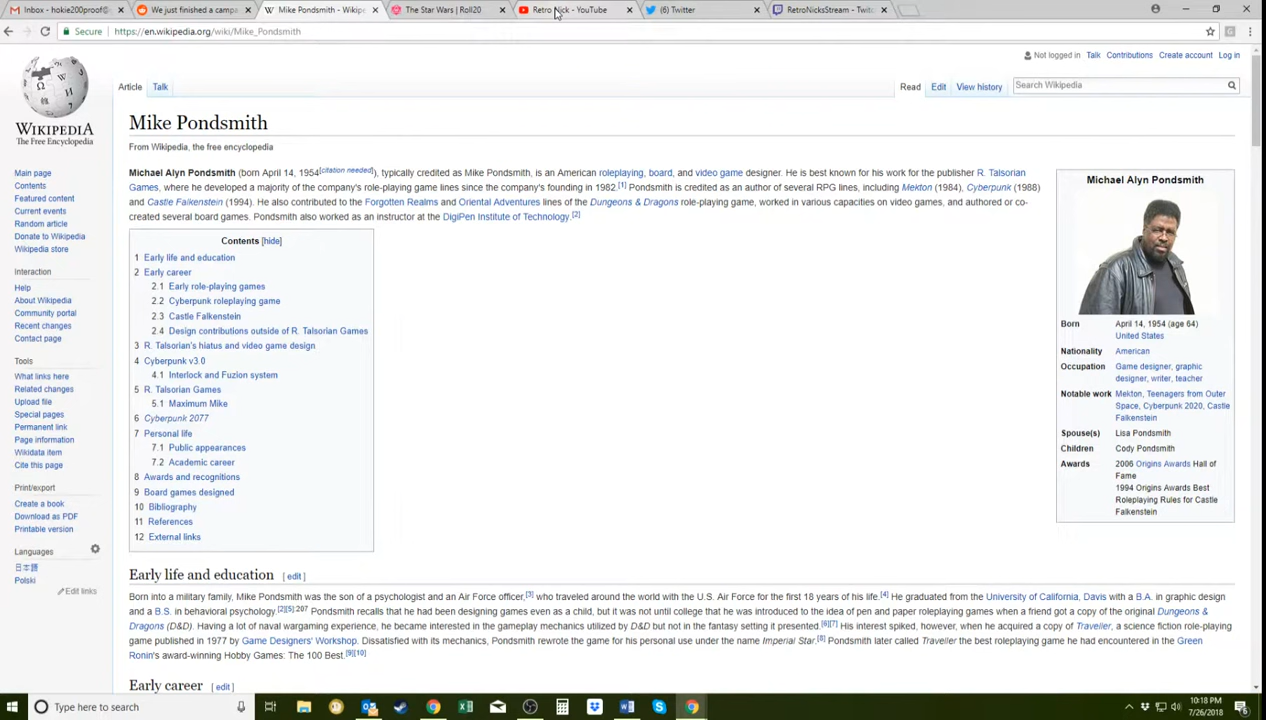 Inbox - hokie200proof@
We just finished a campa
Mike Pondsmith - Wikipe
The Star Wars | Roll20
Retro Nick - YouTube
(6) Twitter
RetroNicksStream - Twitc
Secure
https://en.wikipedia.org/wiki/Mike_Pondsmith
Not logged in Talk Contributions Create account Log in
Article Talk
Read Edit View history
Search Wikipedia
WIKIPEDIA
The Free Encyclopedia
Main page
Contents
Featured content
Current events
Random article
Donate to Wikipedia
Wikipedia store
Interaction
Help
About Wikipedia
Community portal
Recent changes
Contact page
Tools
What links here
Related changes
Upload file
Special pages
Permanent link
Page information
Wikidata item
Cite this page
Print/export
Create a book
Download as PDF
Printable version
Languages
日本語
Polski
Edit links
Mike Pondsmith
From Wikipedia, the free encyclopedia
Michael Alyn Pondsmith (born April 14, 1954[citation needed]), typically credited as Mike Pondsmith, is an American roleplaying, board, and video game designer. He is best known for his work for the publisher R. Talsorian
Games, where he developed a majority of the company's role-playing game lines since the company's founding in 1982.[1] Pondsmith is credited as an author of several RPG lines, including Mekton (1984), Cyberpunk (1988)
and Castle Falkenstein (1994). He also contributed to the Forgotten Realms and Oriental Adventures lines of the Dungeons & Dragons role-playing game, worked in various capacities on video games, and authored or co-
created several board games. Pondsmith also worked as an instructor at the DigiPen Institute of Technology.[2]
Contents [hide]
1 Early life and education
2 Early career
2.1 Early role-playing games
2.2 Cyberpunk roleplaying game
2.3 Castle Falkenstein
2.4 Design contributions outside of R. Talsorian Games
3 R. Talsorian's hiatus and video game design
4 Cyberpunk v3.0
4.1 Interlock and Fuzion system
5 R. Talsorian Games
5.1 Maximum Mike
6 Cyberpunk 2077
7 Personal life
7.1 Public appearances
7.2 Academic career
8 Awards and recognitions
9 Board games designed
10 Bibliography
11 References
12 External links
Michael Alyn Pondsmith
Born April 14, 1954 (age 64)
United States
Nationality American
Occupation Game designer, graphic
designer, writer, teacher
Notable work Mekton, Teenagers from Outer
Space, Cyberpunk 2020, Castle
Falkenstein
Spouse(s) Lisa Pondsmith
Children Cody Pondsmith
Awards 2006 Origins Awards Hall of
Fame
1994 Origins Awards Best
Roleplaying Rules for Castle
Falkenstein
Early life and education [ edit ]
Born into a military family, Mike Pondsmith was the son of a psychologist and an Air Force officer,[3] who traveled around the world with the U.S. Air Force for the first 18 years of his life.[4] He graduated from the University of California, Davis with a B.A. in graphic design
and a B.S. in behavioral psychology.[2][5]:207 Pondsmith recalls that he had been designing games even as a child, but it was not until college that he was introduced to the idea of pen and paper roleplaying games when a friend got a copy of the original Dungeons &
Dragons (D&D). Having a lot of naval wargaming experience, he became interested in the gameplay mechanics utilized by D&D but not in the fantasy setting it presented.[6][7] His interest spiked, however, when he acquired a copy of Traveller, a science fiction role-playing
game published in 1977 by Game Designers' Workshop. Dissatisfied with its mechanics, Pondsmith rewrote the game for his personal use under the name Imperial Star.[8] Pondsmith later called Traveller the best roleplaying game he had encountered in the Green
Ronin's award-winning Hobby Games: The 100 Best.[9][10]
Early career [ edit ]
Type here to search
10:18 PM
7/26/2018